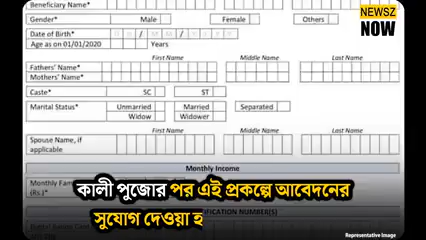 Beneficiary Name*
NEWSZ
NOW
Gender* Male Female Others
Date of Birth*
Age as on 01/01/2020 Years
First Name Middle Name Last Name
Father's Name*
Mothers' Name*
Caste* SC ST
Marital Status* Unmarried Married Separated
Widow Widower
First Name Middle Name Last Name
Spouse Name, if
applicable
Monthly Income
Monthly Fam
(Rs.)*
কালী পুজোর পর এই প্রকল্পে আবেদনের
সুযোগ দেওয়া হ
NUMBER(S)
Representative Image